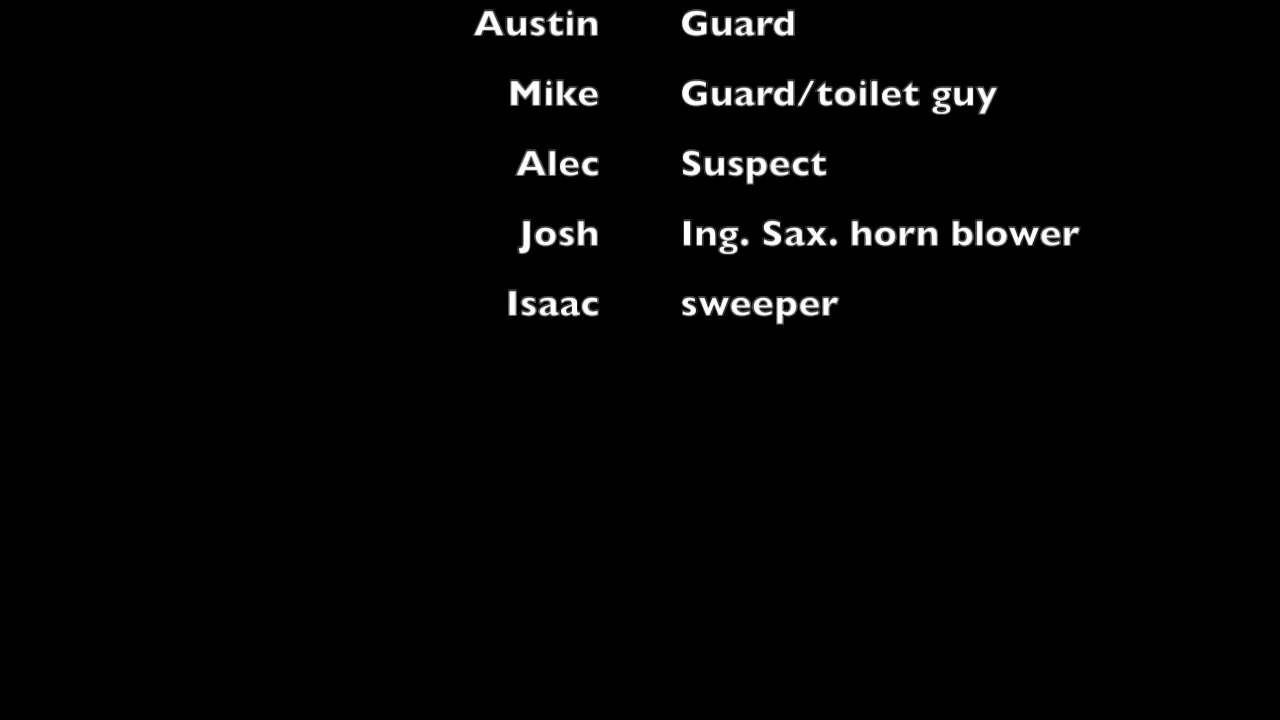 Austin Guard
Mike Guard/toilet guy
Alec Suspect
Josh Ing. Sax. horn blower
Isaac sweeper